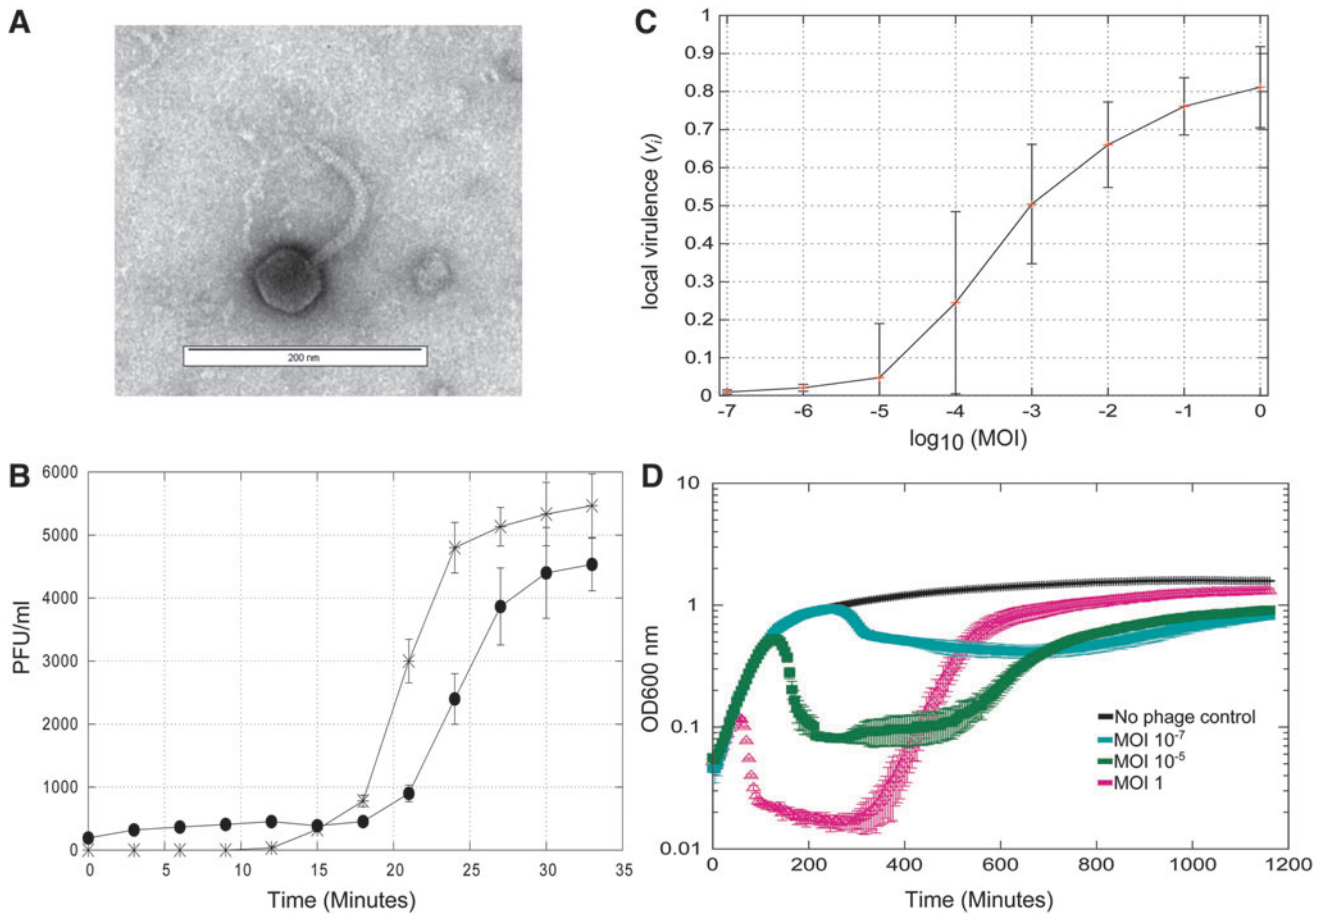 A
200 nm
B
6000
5000
4000
3000
2000
1000
0
0 5 10 15 20 25 30 35
PFU/ml
Time (Minutes)
C
1
0.9
0.8
0.7
0.6
0.5
0.4
0.3
0.2
0.1
0
-7 -6 -5 -4 -3 -2 -1 0
local virulence (vi)
log10 (MOI)
D
10
1
0.1
0.01
0 200 400 600 800 1000 1200
OD600 nm
Time (Minutes)
No phage control
MOI 10-7
MOI 10-5
MOI 1